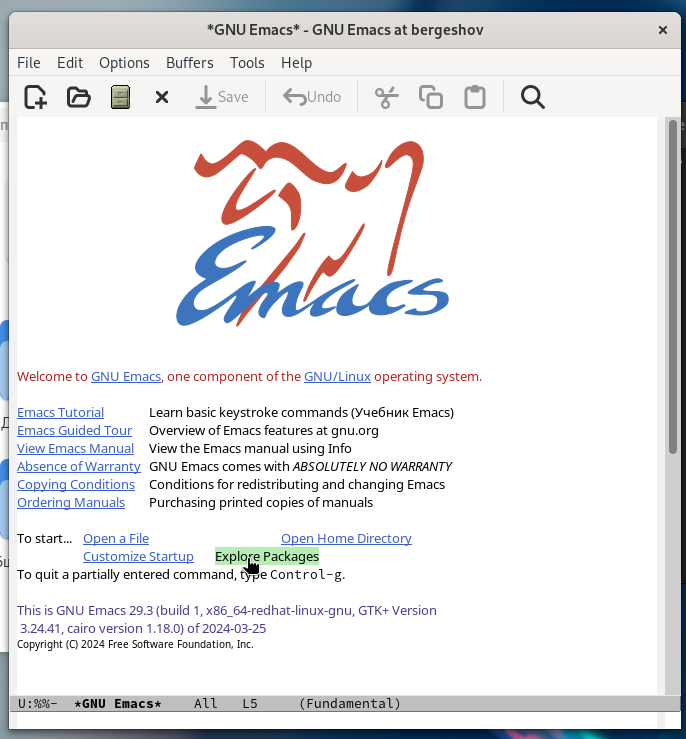 *GNU Emacs* - GNU Emacs at bergeshov
File Edit Options Buffers Tools Help
Save Undo
Emacs
Welcome to GNU Emacs, one component of the GNU/Linux operating system.
Emacs Tutorial Learn basic keystroke commands (Учебник Emacs)
Emacs Guided Tour Overview of Emacs features at gnu.org
View Emacs Manual View the Emacs manual using Info
Absence of Warranty GNU Emacs comes with ABSOLUTELY NO WARRANTY
Copying Conditions Conditions for redistributing and changing Emacs
Ordering Manuals Purchasing printed copies of manuals
To start... Open a File Open Home Directory
Customize Startup Explore Packages
To quit a partially entered command, type Control-g.
This is GNU Emacs 29.3 (build 1, x86_64-redhat-linux-gnu, GTK+ Version
3.24.41, cairo version 1.18.0) of 2024-03-25
Copyright (C) 2024 Free Software Foundation, Inc.
U:%%- *GNU Emacs* All L5 (Fundamental)